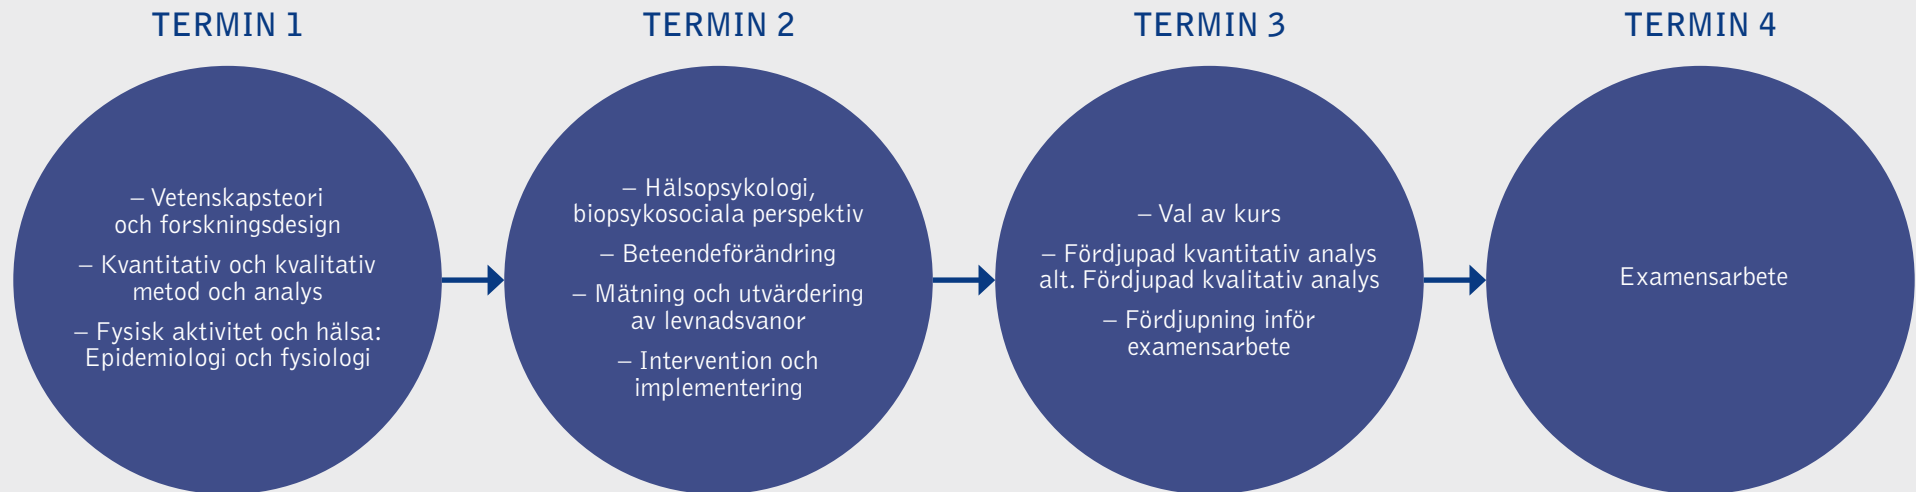 TERMIN 1
– Vetenskapsteori
och forskningsdesign
– Kvantitativ och kvalitativ
metod och analys
– Fysisk aktivitet och hälsa:
Epidemiologi och fysiologi
TERMIN 2
– Hälsopsykologi,
biopsykosociala perspektiv
– Beteendeförändring
– Mätning och utvärdering
av levnadsvanor
– Intervention och
implementering
TERMIN 3
– Val av kurs
– Fördjupad kvantitativ analys
alt. Fördjupad kvalitativ analys
– Fördjupning inför
examensarbete
TERMIN 4
Examensarbete